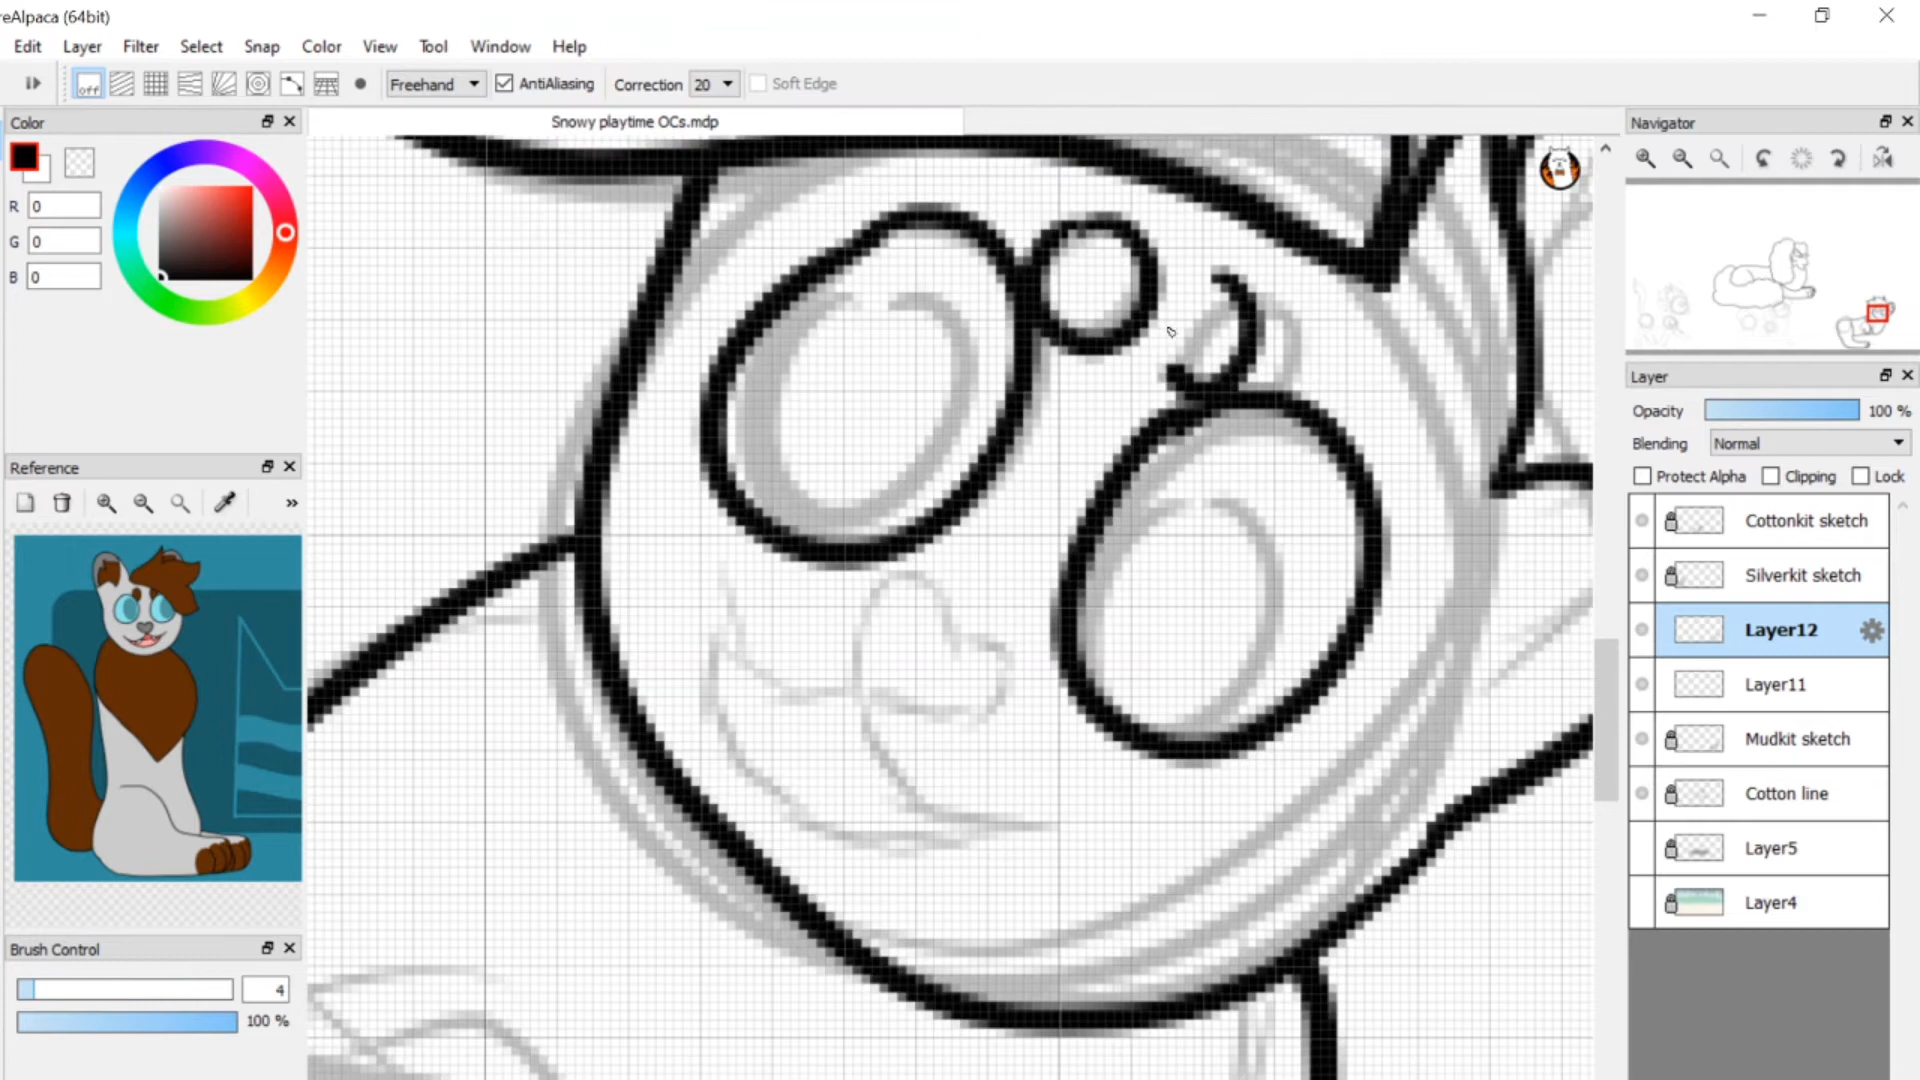 reAlpaca (64bit)
Edit Layer Filter Select Snap Color View Tool Window Help
off Freehand AntiAliasing Correction 20 Soft Edge
Color
Snowy playtime OCs.mdp
Navigator
R 0
G 0
B 0
Layer
Opacity 100 %
Blending Normal
Protect Alpha Clipping Lock
Reference
»
Cottonkit sketch
Silverkit sketch
Layer12
Layer11
Mudkit sketch
Cotton line
Layer5
Layer4
Brush Control
4
100 %